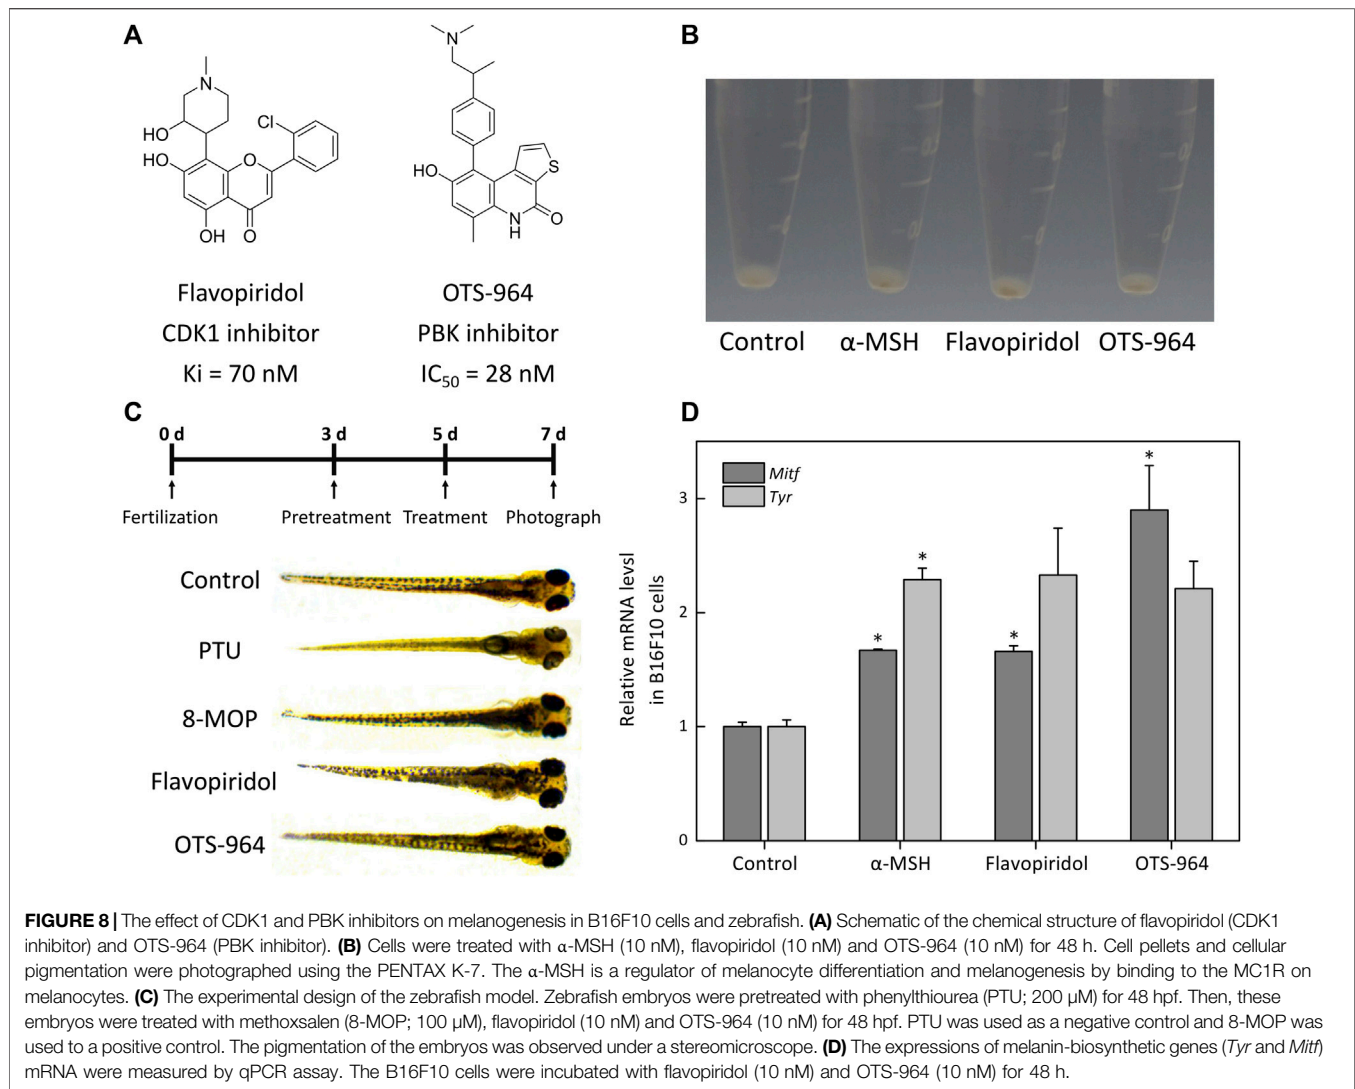 A
N
HO
HO
Cl
O
OH
O
Flavopiridol
CDK1 inhibitor
Ki = 70 nM
N
HO
S
N
H
O
OTS-964
PBK inhibitor
IC50 = 28 nM
B
Control α-MSH Flavopiridol OTS-964
C
0 d 3 d 5 d 7 d
Fertilization Pretreatment Treatment Photograph
Control
PTU
8-MOP
Flavopiridol
OTS-964
D
Relative mRNA levsl
in B16F10 cells
3
2
1
0
Mitf
Tyr
* * * *
Control α-MSH Flavopiridol OTS-964
FIGURE 8 | The effect of CDK1 and PBK inhibitors on melanogenesis in B16F10 cells and zebrafish. (A) Schematic of the chemical structure of flavopiridol (CDK1
inhibitor) and OTS-964 (PBK inhibitor). (B) Cells were treated with α-MSH (10 nM), flavopiridol (10 nM) and OTS-964 (10 nM) for 48 h. Cell pellets and cellular
pigmentation were photographed using the PENTAX K-7. The α-MSH is a regulator of melanocyte differentiation and melanogenesis by binding to the MC1R on
melanocytes. (C) The experimental design of the zebrafish model. Zebrafish embryos were pretreated with phenylthiourea (PTU; 200 μM) for 48 hpf. Then, these
embryos were treated with methoxsalen (8-MOP; 100 μM), flavopiridol (10 nM) and OTS-964 (10 nM) for 48 hpf. PTU was used as a negative control and 8-MOP was
used to a positive control. The pigmentation of the embryos was observed under a stereomicroscope. (D) The expressions of melanin-biosynthetic genes (Tyr and Mitf)
mRNA were measured by qPCR assay. The B16F10 cells were incubated with flavopiridol (10 nM) and OTS-964 (10 nM) for 48 h.